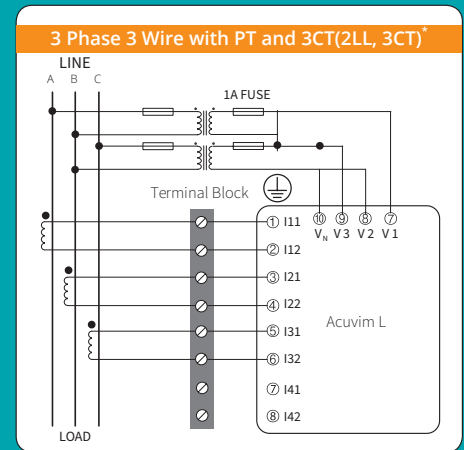 3 Phase 3 Wire with PT and 3CT(2LL, 3CT)*
LINE
A B C
1A FUSE
Terminal Block
⑩ ⑨ ⑧ ⑦
VN V3 V2 V1
① I11
② I12
③ I21
④ I22
Acuvim L
⑤ I31
⑥ I32
⑦ I41
⑧ I42
LOAD